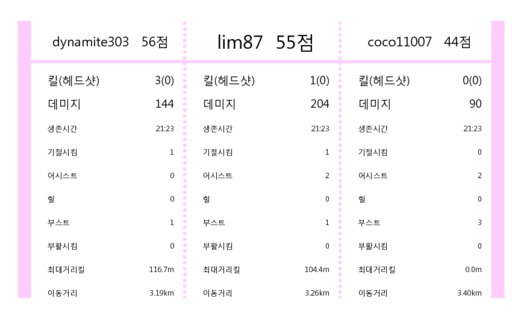 dynamite303 56점 lim87 55점 coco11007 44점
킬(헤드샷) 3(0) 킬(헤드샷) 1(0) 킬(헤드샷) 0(0)
데미지 144 데미지 204 데미지 90
생존시간 21:23 생존시간 21:23 생존시간 21:23
기절시킴 1 기절시킴 1 기절시킴 0
어시스트 0 어시스트 2 어시스트 2
힐 0 힐 0 힐 0
부스트 1 부스트 1 부스트 3
부활시킴 0 부활시킴 0 부활시킴 0
최대거리킬 116.7m 최대거리킬 104.4m 최대거리킬 0.0m
이동거리 3.19km 이동거리 3.26km 이동거리 3.40km